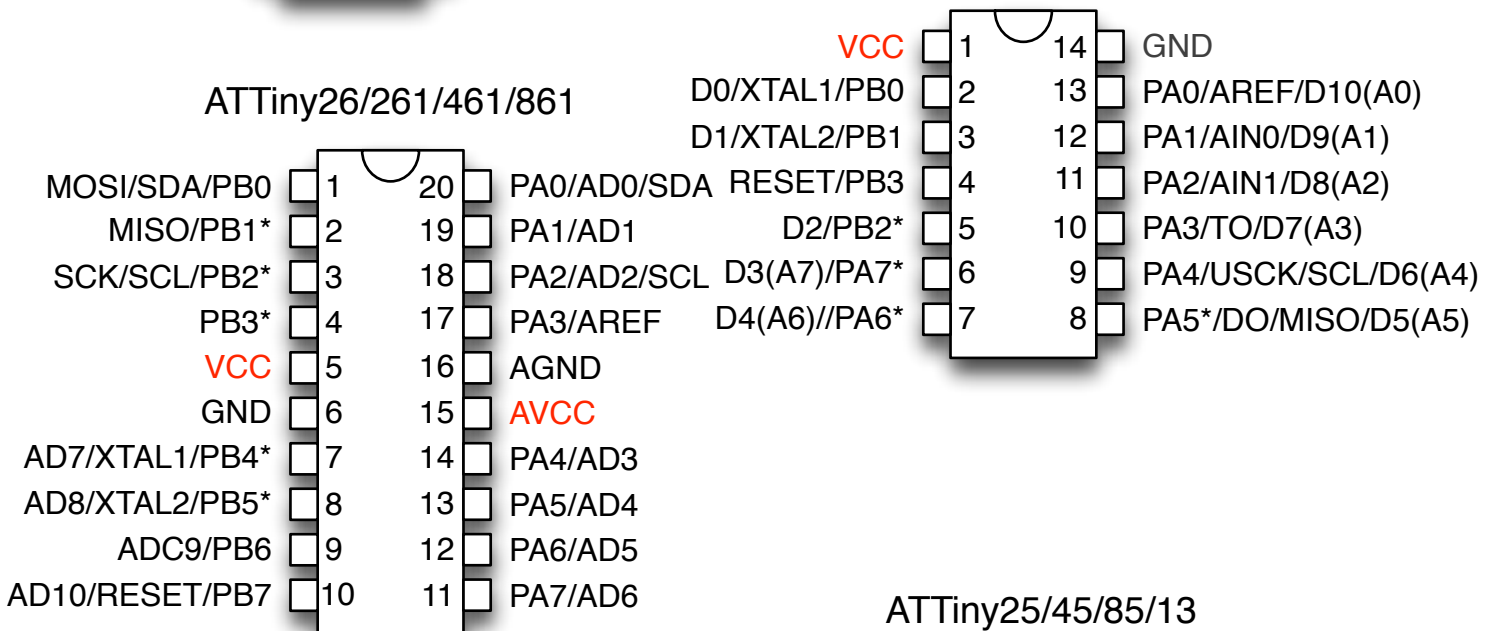 ATTiny26/261/461/861
MOSI/SDA/PB0 1 20 PA0/AD0/SDA
MISO/PB1* 2 19 PA1/AD1
SCK/SCL/PB2* 3 18 PA2/AD2/SCL
PB3* 4 17 PA3/AREF
VCC 5 16 AGND
GND 6 15 AVCC
AD7/XTAL1/PB4* 7 14 PA4/AD3
AD8/XTAL2/PB5* 8 13 PA5/AD4
ADC9/PB6 9 12 PA6/AD5
AD10/RESET/PB7 10 11 PA7/AD6
VCC 1 14 GND
D0/XTAL1/PB0 2 13 PA0/AREF/D10(A0)
D1/XTAL2/PB1 3 12 PA1/AIN0/D9(A1)
RESET/PB3 4 11 PA2/AIN1/D8(A2)
D2/PB2* 5 10 PA3/TO/D7(A3)
D3(A7)/PA7* 6 9 PA4/USCK/SCL/D6(A4)
D4(A6)//PA6* 7 8 PA5*/DO/MISO/D5(A5)
ATTiny25/45/85/13